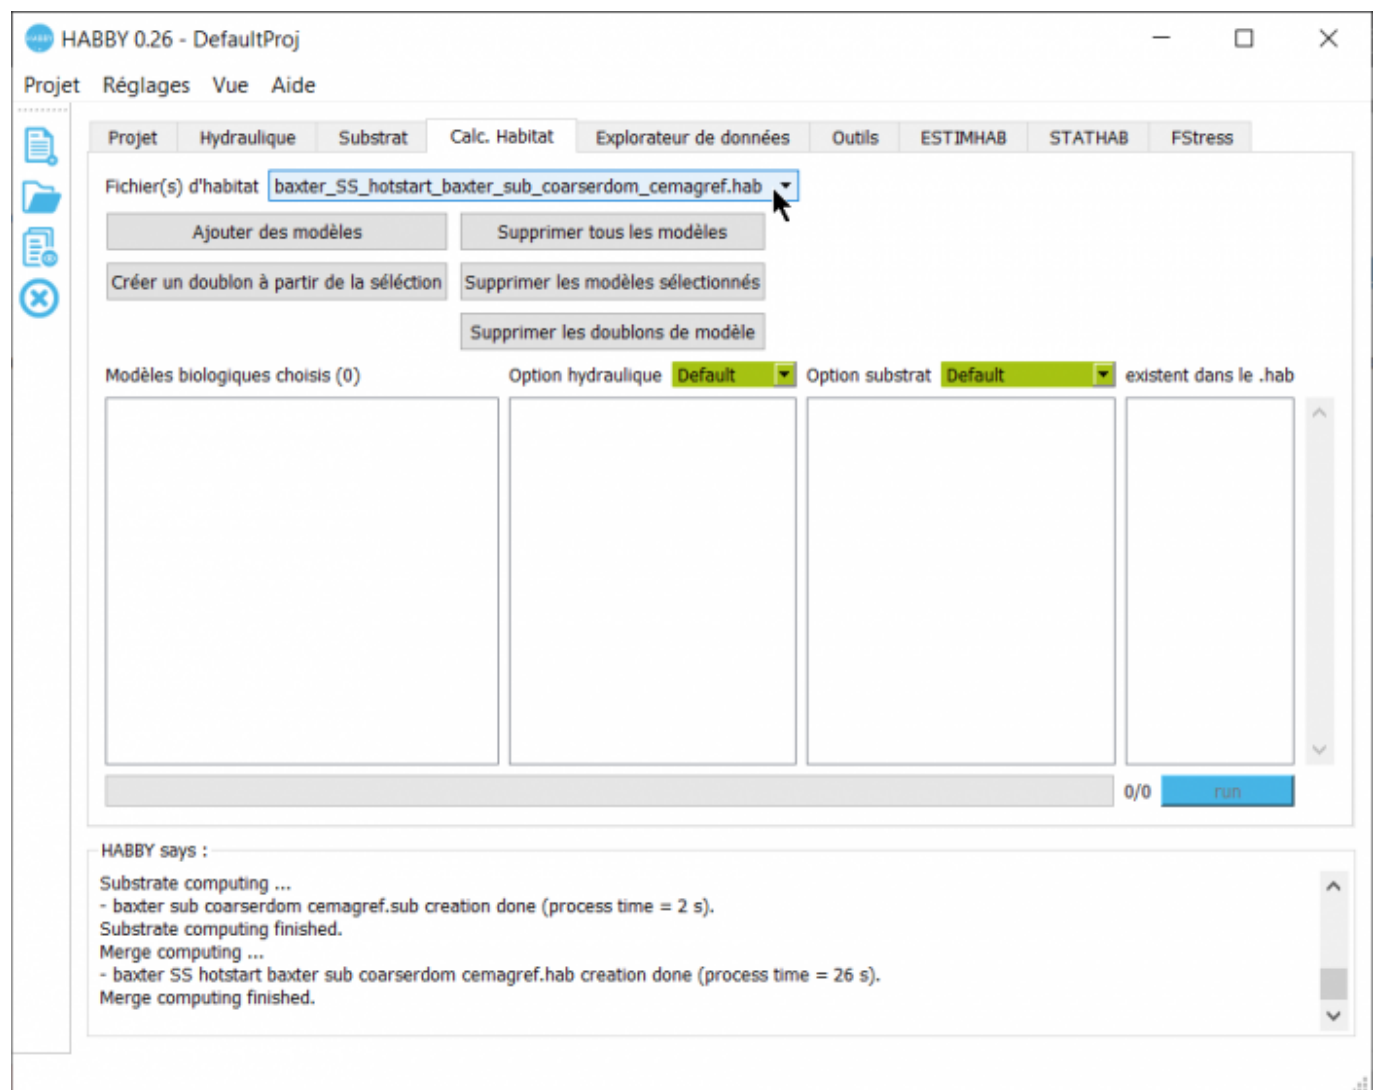 HABBY 0.26 - DefaultProj
Projet Réglages Vue Aide
Projet Hydraulique Substrat Calc. Habitat Explorateur de données Outils ESTIMHAB STATHAB FStress
Fichier(s) d'habitat baxter_SS_hotstart_baxter_sub_coarserdom_cemagref.hab
Ajouter des modèles Supprimer tous les modèles
Créer un doublon à partir de la séléction Supprimer les modèles sélectionnés
Supprimer les doublons de modèle
Modèles biologiques choisis (0) Option hydraulique Default Option substrat Default existent dans le .hab
0/0 run
HABBY says :
Substrate computing ...
- baxter sub coarserdom cemagref.sub creation done (process time = 2 s).
Substrate computing finished.
Merge computing ...
- baxter SS hotstart baxter sub coarserdom cemagref.hab creation done (process time = 26 s).
Merge computing finished.